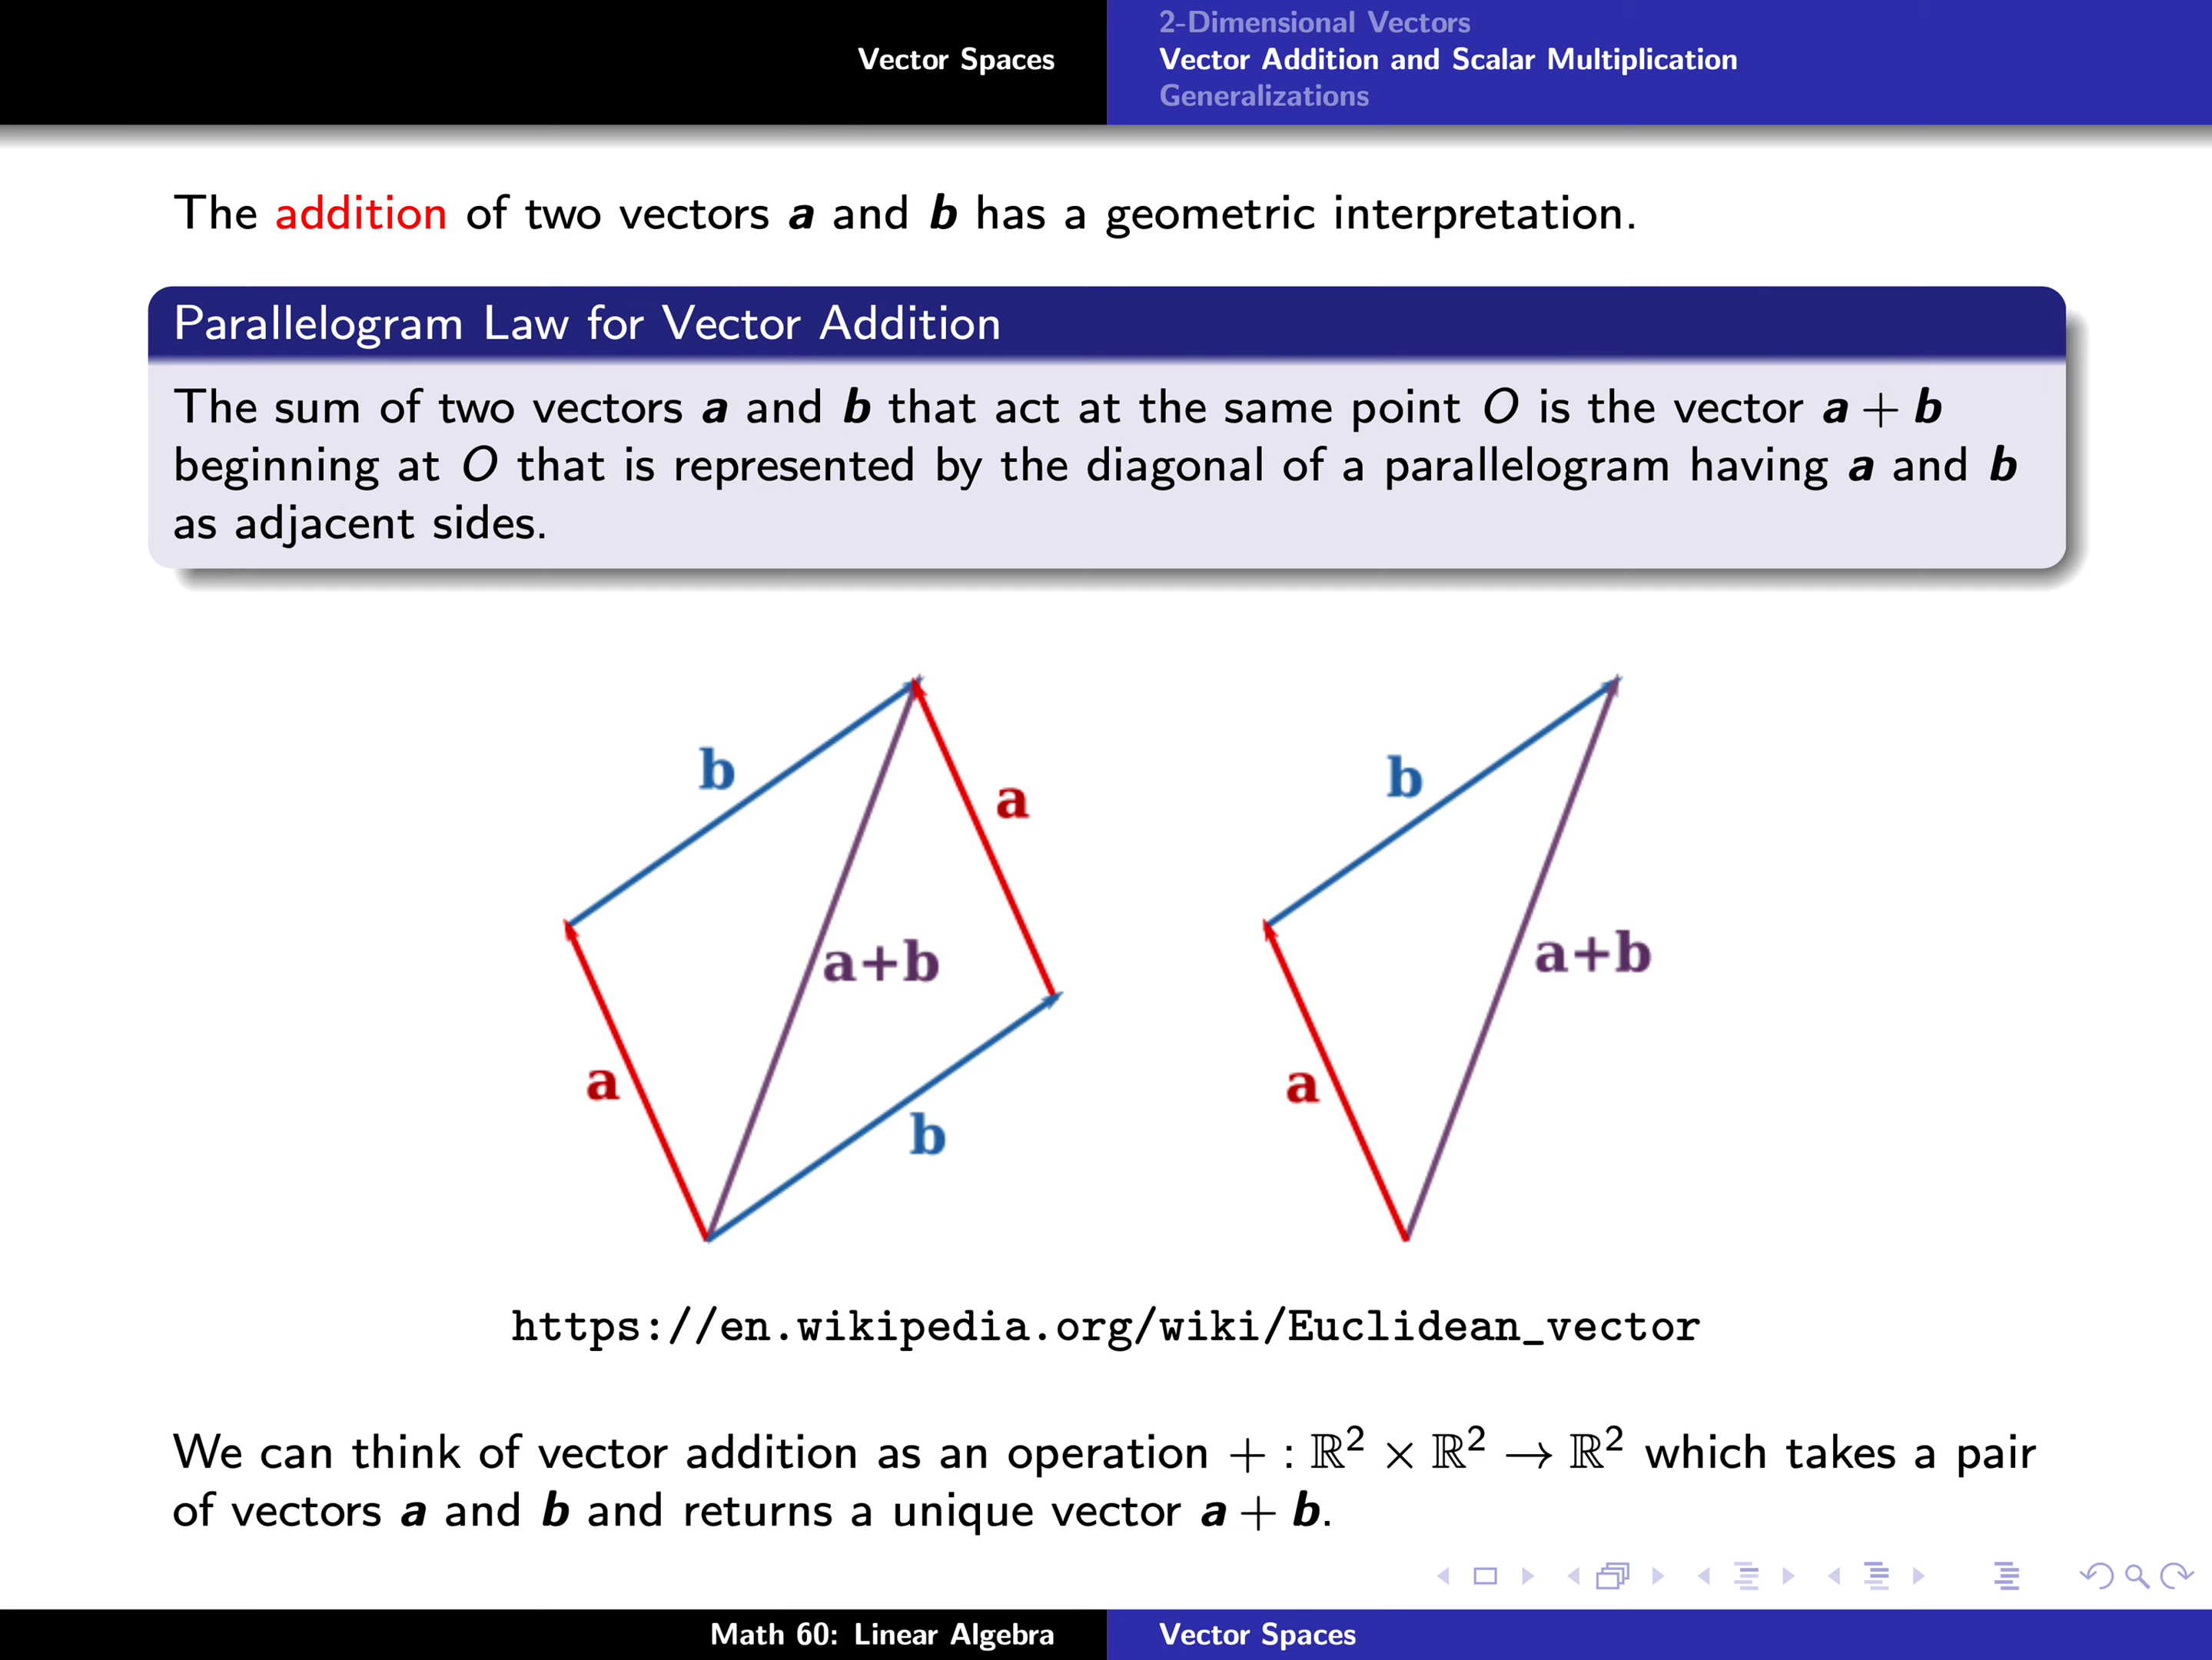 Vector Spaces
2-Dimensional Vectors
Vector Addition and Scalar Multiplication
Generalizations
The addition of two vectors a and b has a geometric interpretation.
Parallelogram Law for Vector Addition
The sum of two vectors a and b that act at the same point O is the vector a + b
beginning at O that is represented by the diagonal of a parallelogram having a and b
as adjacent sides.
b
a
a+b
a
b
b
a+b
a
https://en.wikipedia.org/wiki/Euclidean_vector
We can think of vector addition as an operation + : ℝ² × ℝ² → ℝ² which takes a pair
of vectors a and b and returns a unique vector a + b.
Math 60: Linear Algebra
Vector Spaces